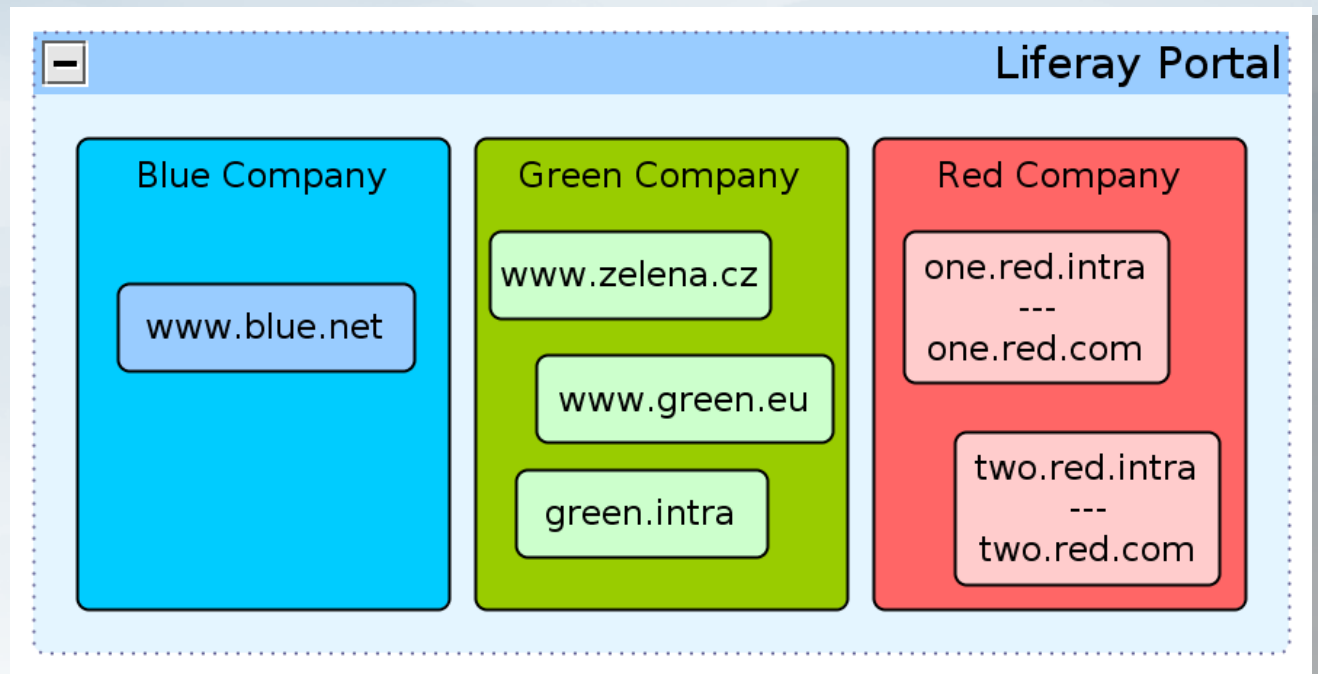 Liferay Portal
Blue Company
www.blue.net
Green Company
www.zelena.cz
www.green.eu
green.intra
Red Company
one.red.intra
---
one.red.com
two.red.intra
---
two.red.com